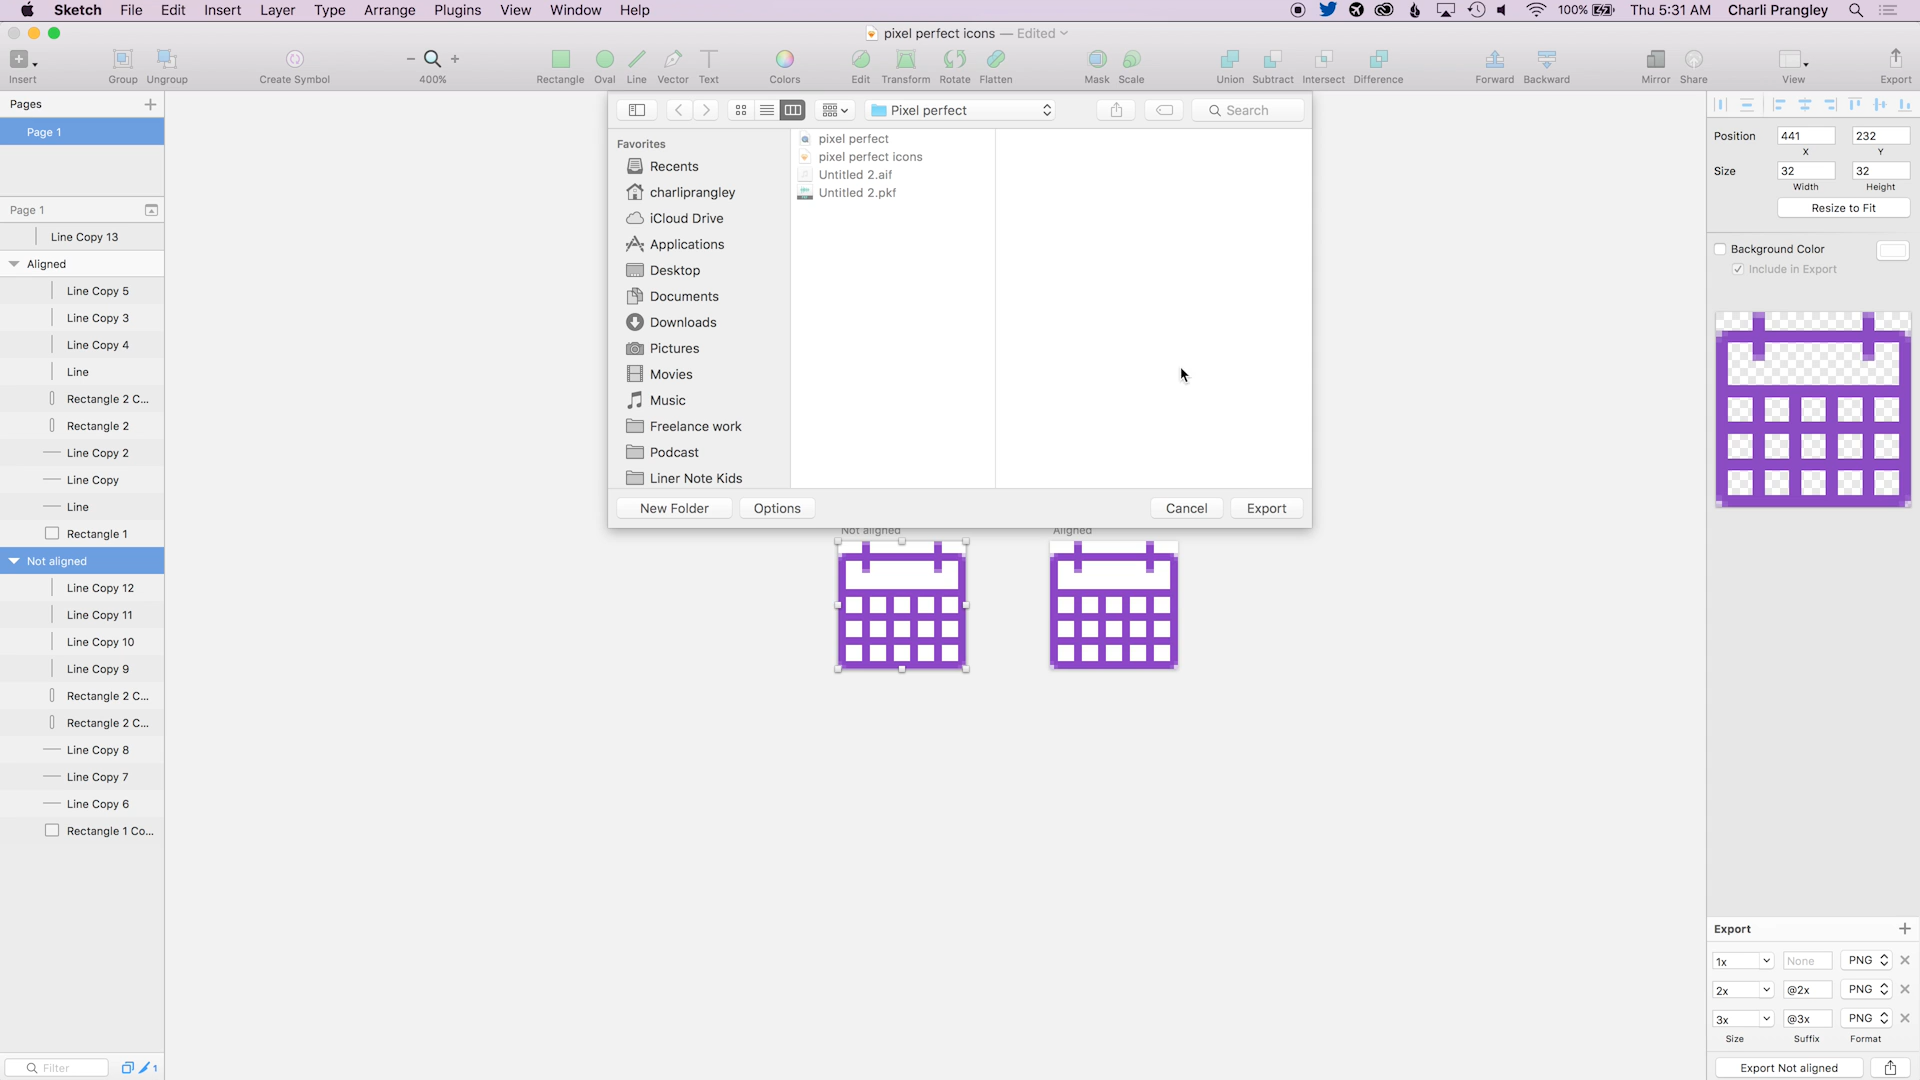 Sketch File Edit Insert Layer Type Arrange Plugins View Window Help 100% Thu 5:31 AM Charli Prangley
pixel perfect icons — Edited
Insert Group Ungroup Create Symbol 400% Rectangle Oval Line Vector Text Colors Edit Transform Rotate Flatten Mask Scale Union Subtract Intersect Difference Forward Backward Mirror Share View Export
Pages
Page 1
Page 1
Line Copy 13
Aligned
Line Copy 5
Line Copy 3
Line Copy 4
Line
Rectangle 2 C...
Rectangle 2
Line Copy 2
Line Copy
Line
Rectangle 1
Not aligned
Line Copy 12
Line Copy 11
Line Copy 10
Line Copy 9
Rectangle 2 C...
Rectangle 2 C...
Line Copy 8
Line Copy 7
Line Copy 6
Rectangle 1 Co...
Filter 1
Pixel perfect Search
Favorites
Recents
charliprangley
iCloud Drive
Applications
Desktop
Documents
Downloads
Pictures
Movies
Music
Freelance work
Podcast
Liner Note Kids
pixel perfect
pixel perfect icons
Untitled 2.aif
Untitled 2.pkf
New Folder Options Cancel Export
Not aligned Aligned
Position 441 232
X Y
Size 32 32
Width Height
Resize to Fit
Background Color
Include in Export
Export
1x None PNG
2x @2x PNG
3x @3x PNG
Size Suffix Format
Export Not aligned